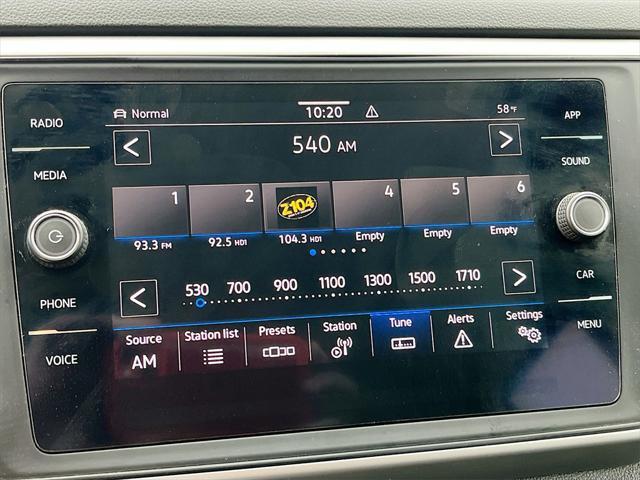 RADIO
MEDIA
PHONE
VOICE
Normal
10:20
58 °F
< 540 AM >
1
2
Z104
4
5
6
93.3 FM
92.5 HD1
104.3 HD1
Empty
Empty
Empty
< 530 700 900 1100 1300 1500 1710 >
Source
AM
Station list
Presets
Station
Tune
Alerts
Settings
APP
SOUND
CAR
MENU